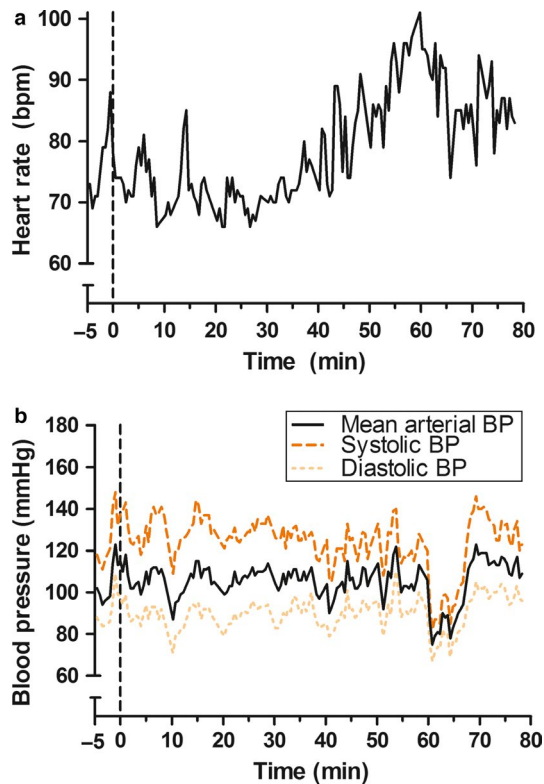 a
Heart rate (bpm)
100
90
80
70
60
–5 0 10 20 30 40 50 60 70 80
Time (min)
b
Blood pressure (mmHg)
180
160
140
120
100
80
60
Mean arterial BP
Systolic BP
Diastolic BP
–5 0 10 20 30 40 50 60 70 80
Time (min)